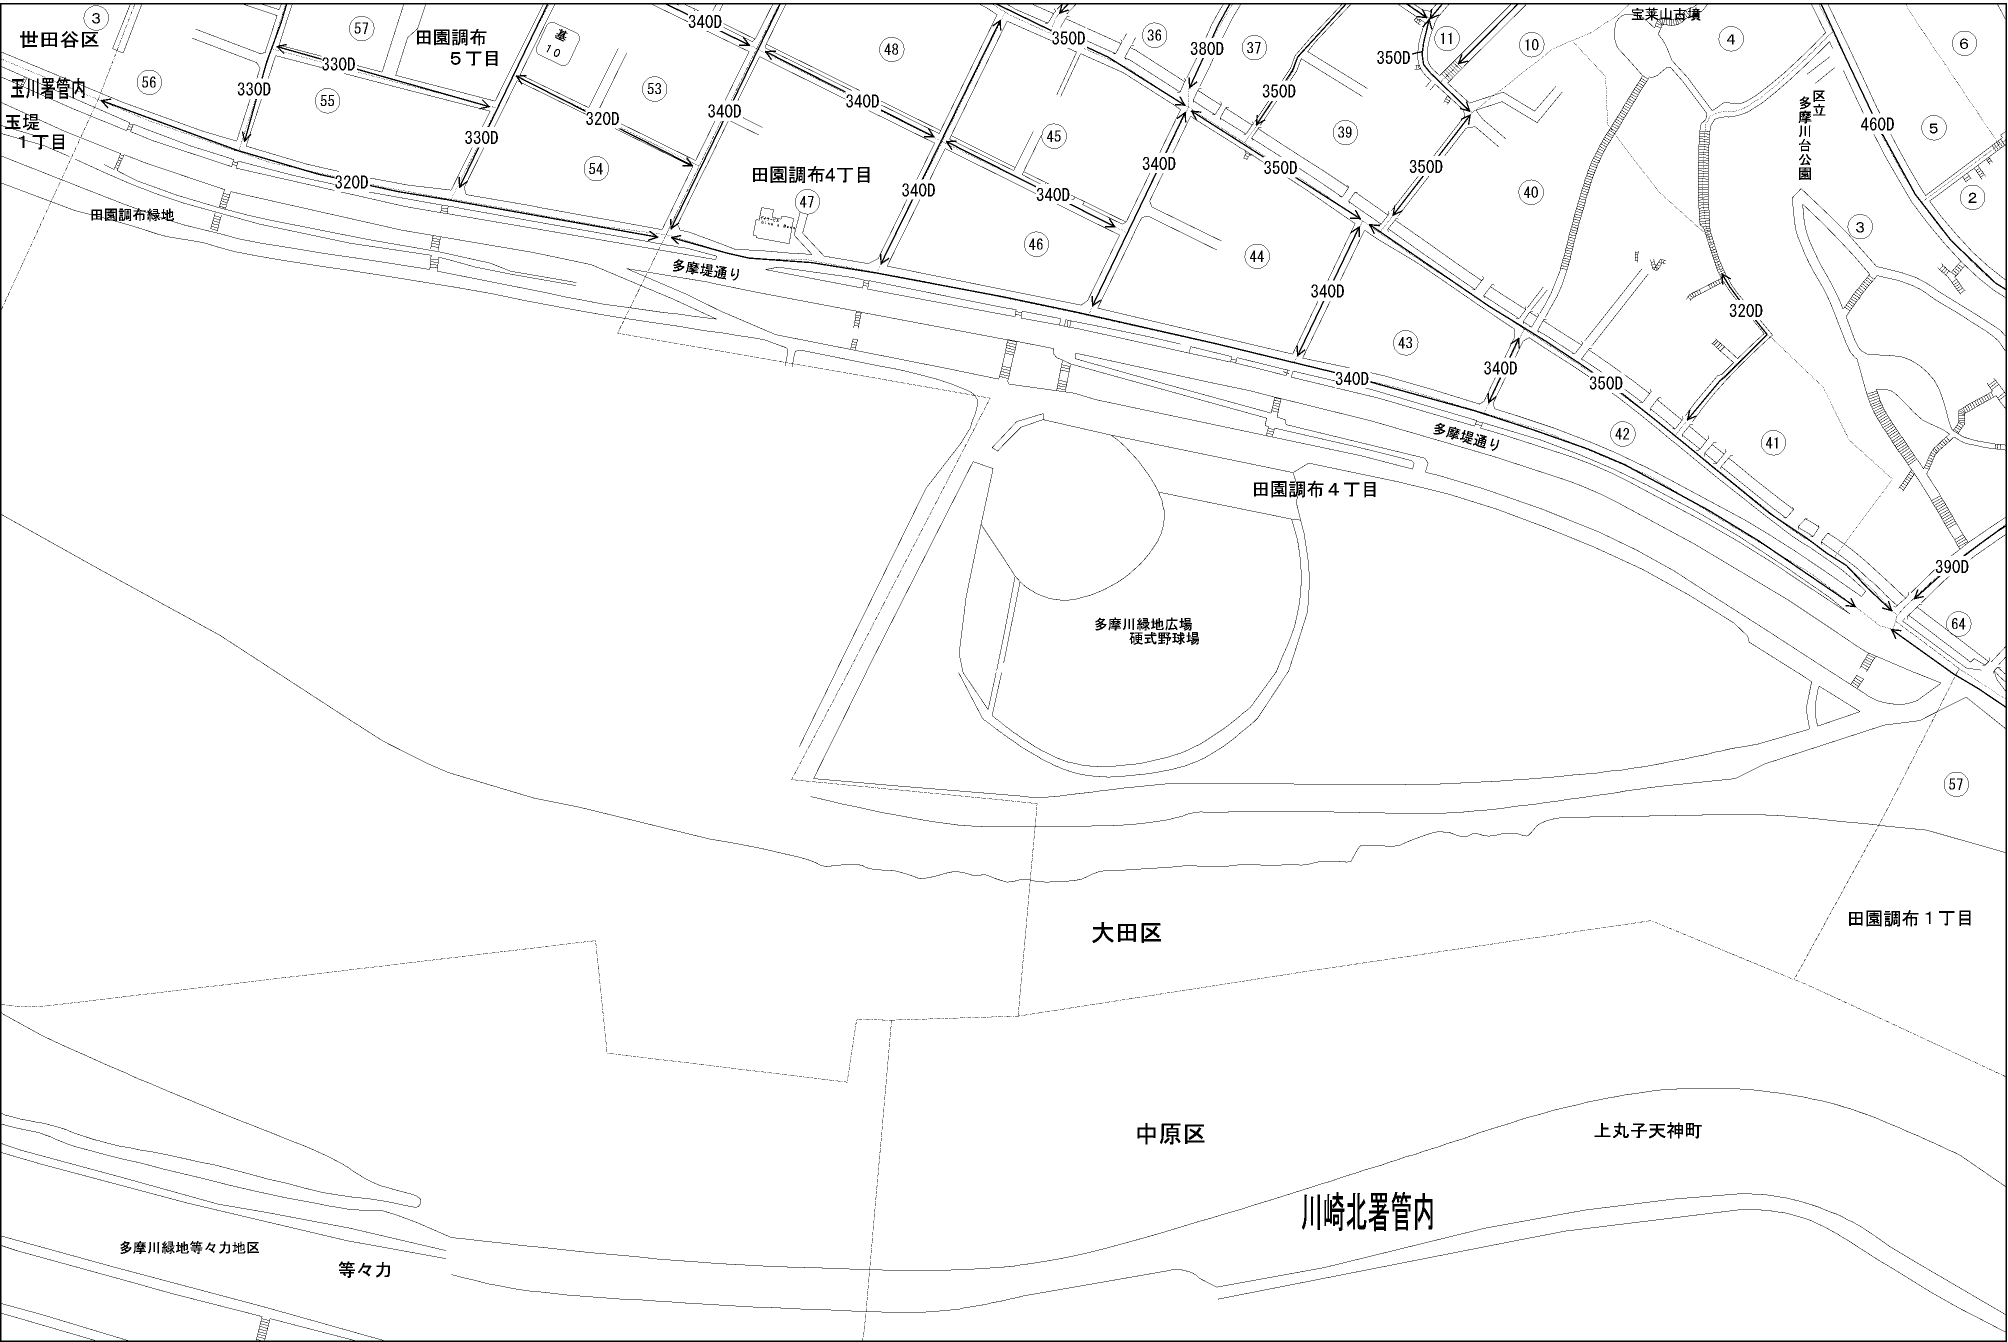 ③
世田谷区
玉川署管内
玉堤
1丁目
56
57
田園調布
5丁目
330D
330D
55
基
10
53
320D
330D
54
320D
340D
340D
48
340D
340D
45
340D
46
340D
田園調布4丁目
47
田園調布緑地
多摩堤通り
350D
36
380D
37
350D
39
350D
340D
44
340D
350D
11
10
350D
40
宝莱山古墳
④
⑥
460D
⑤
②
③
区立
多摩川台公園
320D
43
340D
340D
350D
42
41
多摩堤通り
田園調布4丁目
390D
64
多摩川緑地広場
硬式野球場
57
大田区
田園調布1丁目
中原区
上丸子天神町
川崎北署管内
多摩川緑地等々力地区
等々力